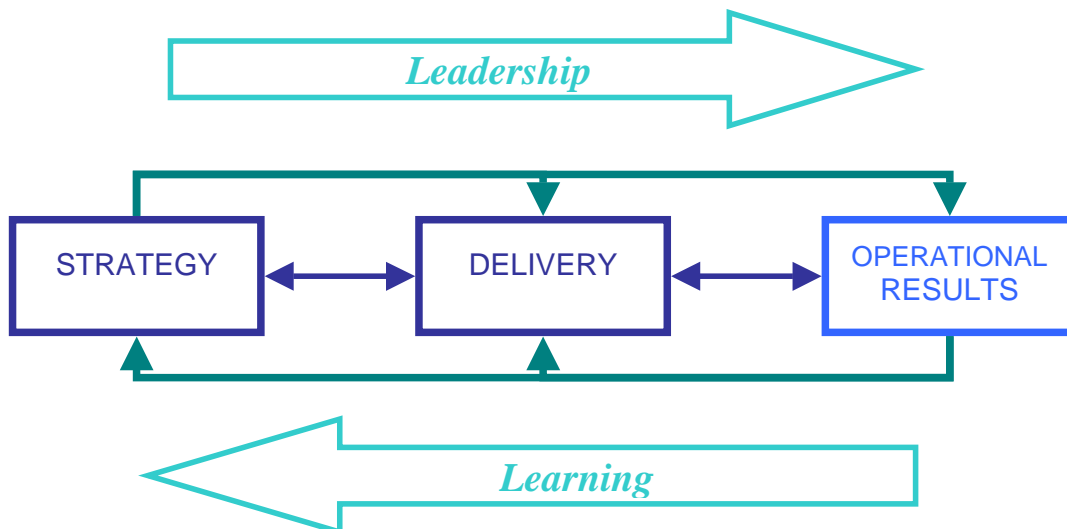 Leadership
STRATEGY
DELIVERY
OPERATIONAL
RESULTS
Learning